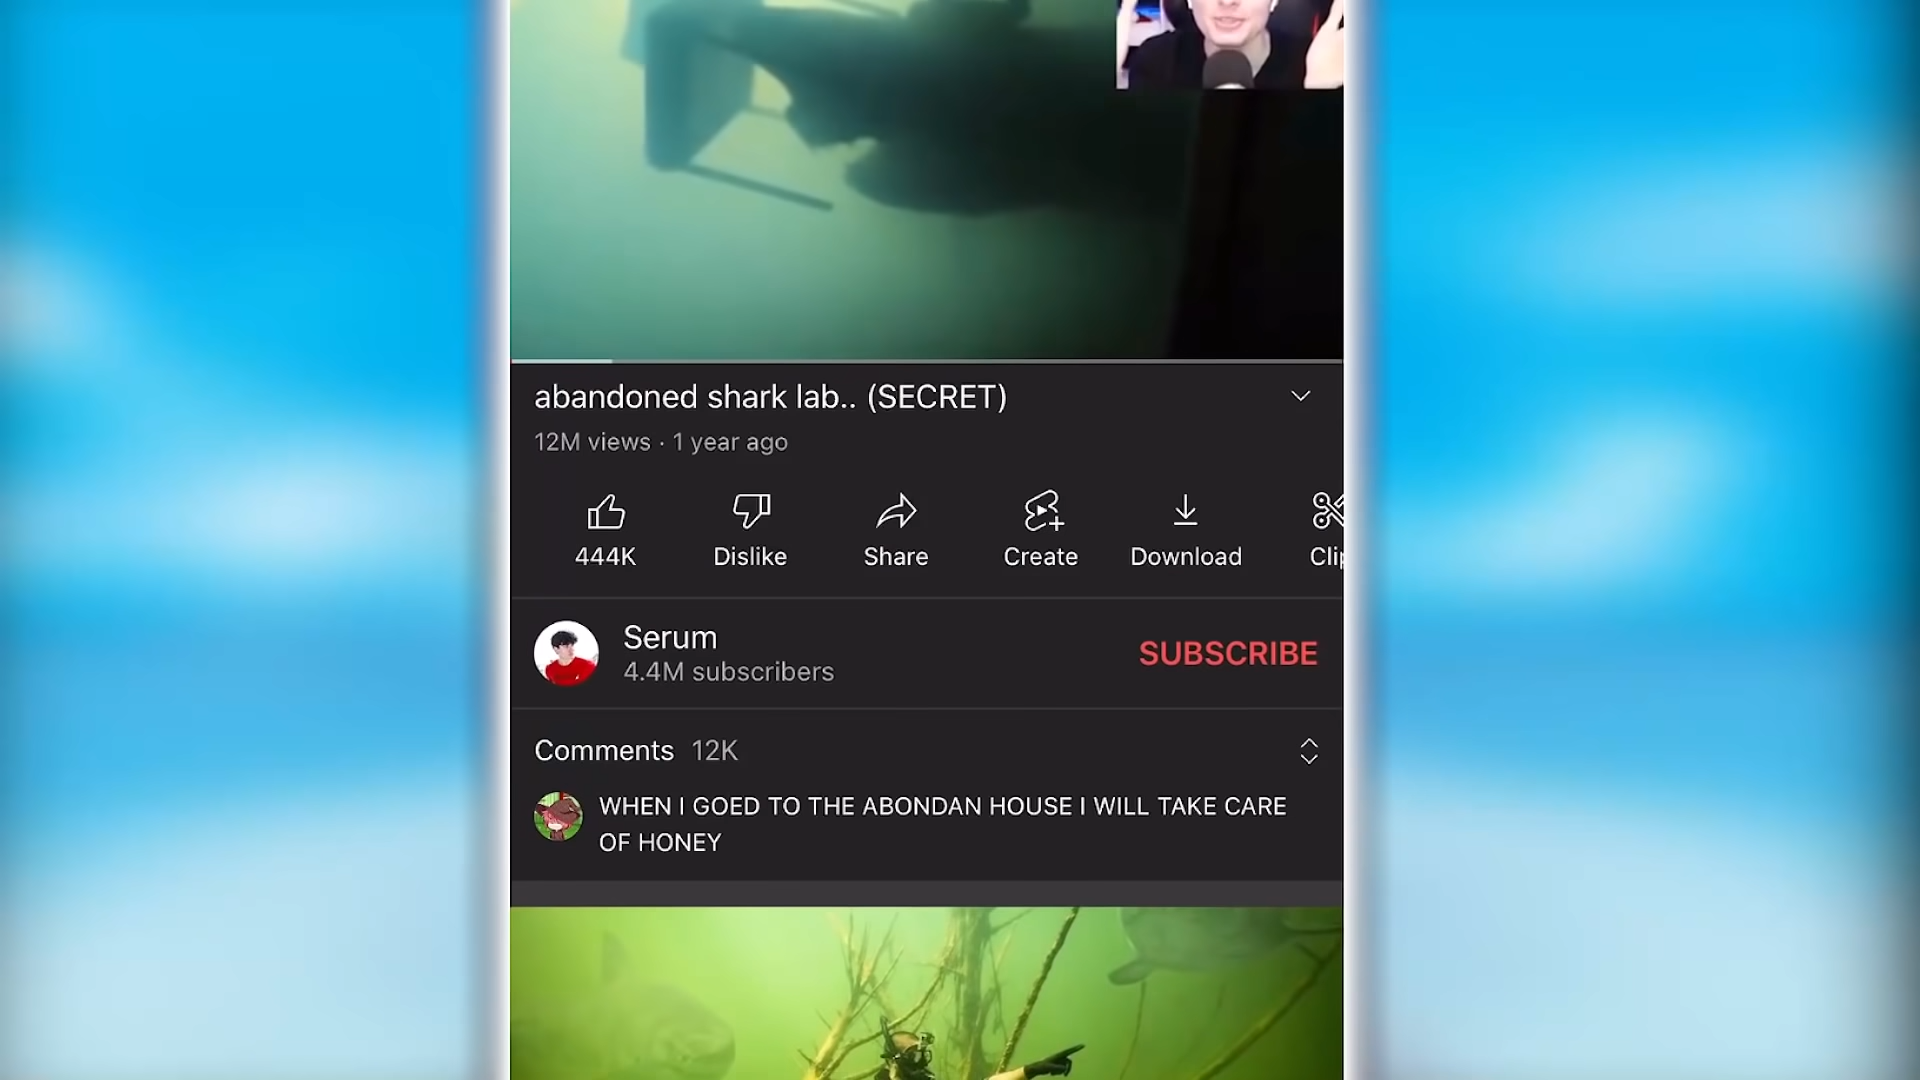 abandoned shark lab.. (SECRET)
12M views · 1 year ago
444K
Dislike
Share
Create
Download
Clip
Serum
4.4M subscribers
SUBSCRIBE
Comments 12K
WHEN I GOED TO THE ABONDAN HOUSE I WILL TAKE CARE
OF HONEY